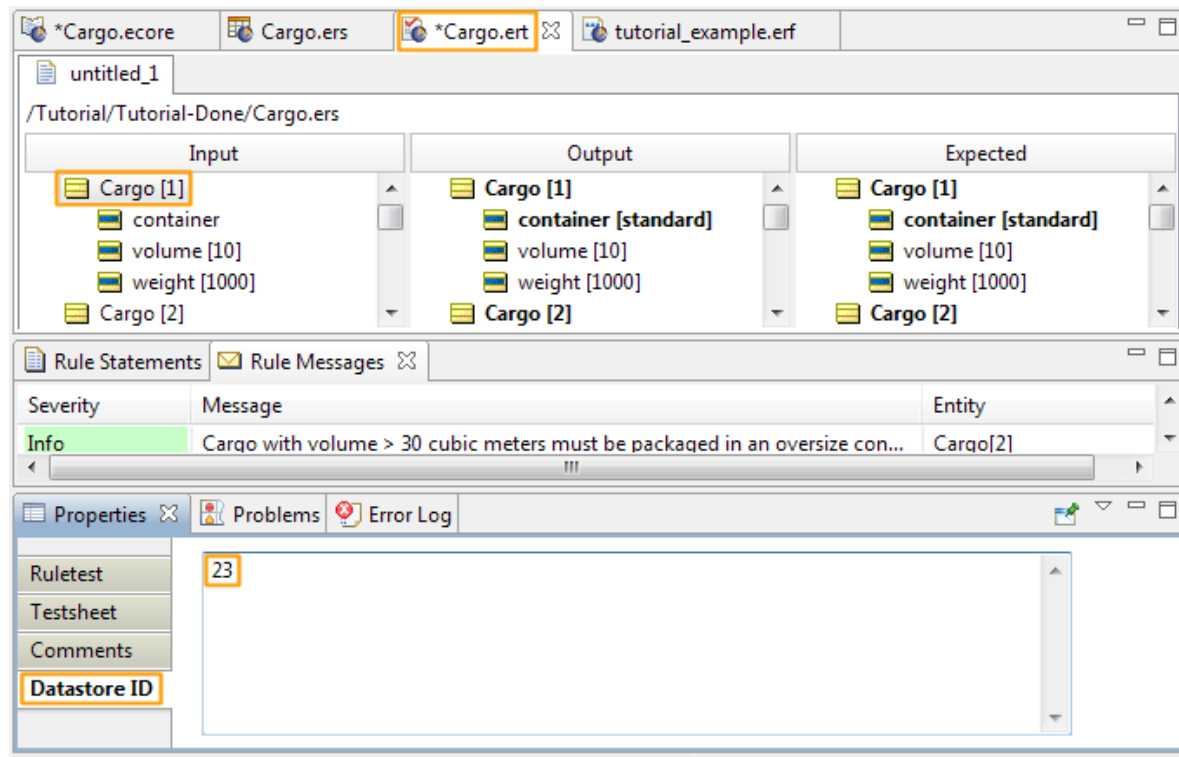 *Cargo.ecore Cargo.ers *Cargo.ert tutorial_example.erf
untitled_1
/Tutorial/Tutorial-Done/Cargo.ers
Input Output Expected
Cargo [1] Cargo [1] Cargo [1]
container container [standard] container [standard]
volume [10] volume [10] volume [10]
weight [1000] weight [1000] weight [1000]
Cargo [2] Cargo [2] Cargo [2]
Rule Statements Rule Messages
Severity Message Entity
Info Cargo with volume > 30 cubic meters must be packaged in an oversize con... Cargo[2]
Properties Problems Error Log
Ruletest 23
Testsheet
Comments
Datastore ID